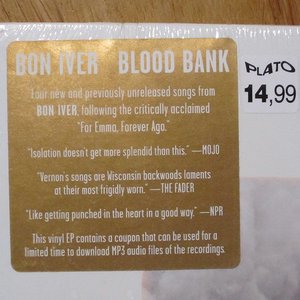 BON IVER BLOOD BANK
Four new and previously unreleased songs from
BON IVER, following the critically acclaimed
"For Emma, Forever Ago."
"Isolation doesn't get more splendid than this." —MOJO
"Vernon's songs are Wisconsin backwoods laments
at their most frigidly worn." —THE FADER
"Like getting punched in the heart in a good way." —NPR
This vinyl EP contains a coupon that can be used for a
limited time to download MP3 audio files of the recordings.
PLATO
14,99